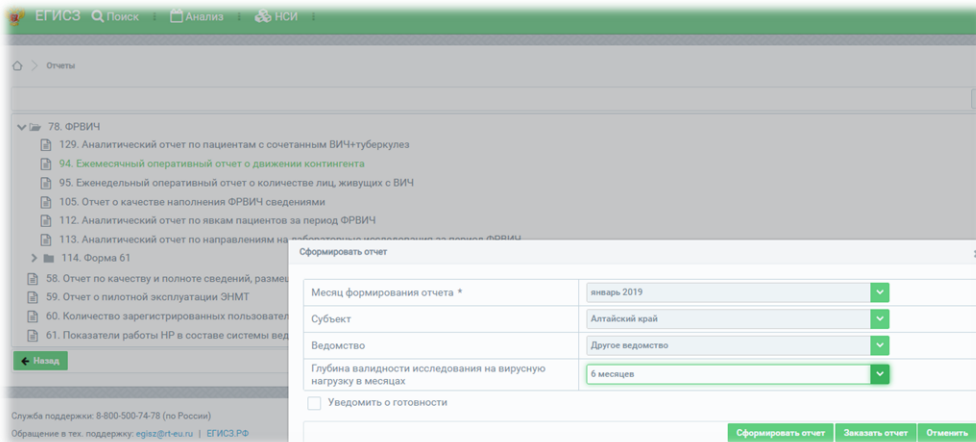 ЕГИСЗ Поиск Анализ НСИ
Отчеты
78. ФРВИЧ
129. Аналитический отчет по пациентам с сочетанным ВИЧ+туберкулез
94. Ежемесячный оперативный отчет о движении контингента
95. Еженедельный оперативный отчет о количестве лиц, живущих с ВИЧ
105. Отчет о качестве наполнения ФРВИЧ сведениями
112. Аналитический отчет по явкам пациентов за период ФРВИЧ
113. Аналитический отчет по направлениям на лабораторные исследования за период ФРВИЧ
114. Форма 61
58. Отчет по качеству и полноте сведений, размещ
59. Отчет о пилотной эксплуатации ЭНМТ
60. Количество зарегистрированных пользовател
61. Показатели работы НР в составе системы вед
Назад
Служба поддержки: 8-800-500-74-78 (по России)
Обращение в тех. поддержку: egisz@rt-eu.ru | ЕГИСЗ.РФ
Сформировать отчет
Месяц формирования отчета * январь 2019
Субъект Алтайский край
Ведомство Другое ведомство
Глубина валидности исследования на вирусную
нагрузку в месяцах 6 месяцев
Уведомить о готовности
Сформировать отчет Заказать отчет Отменить